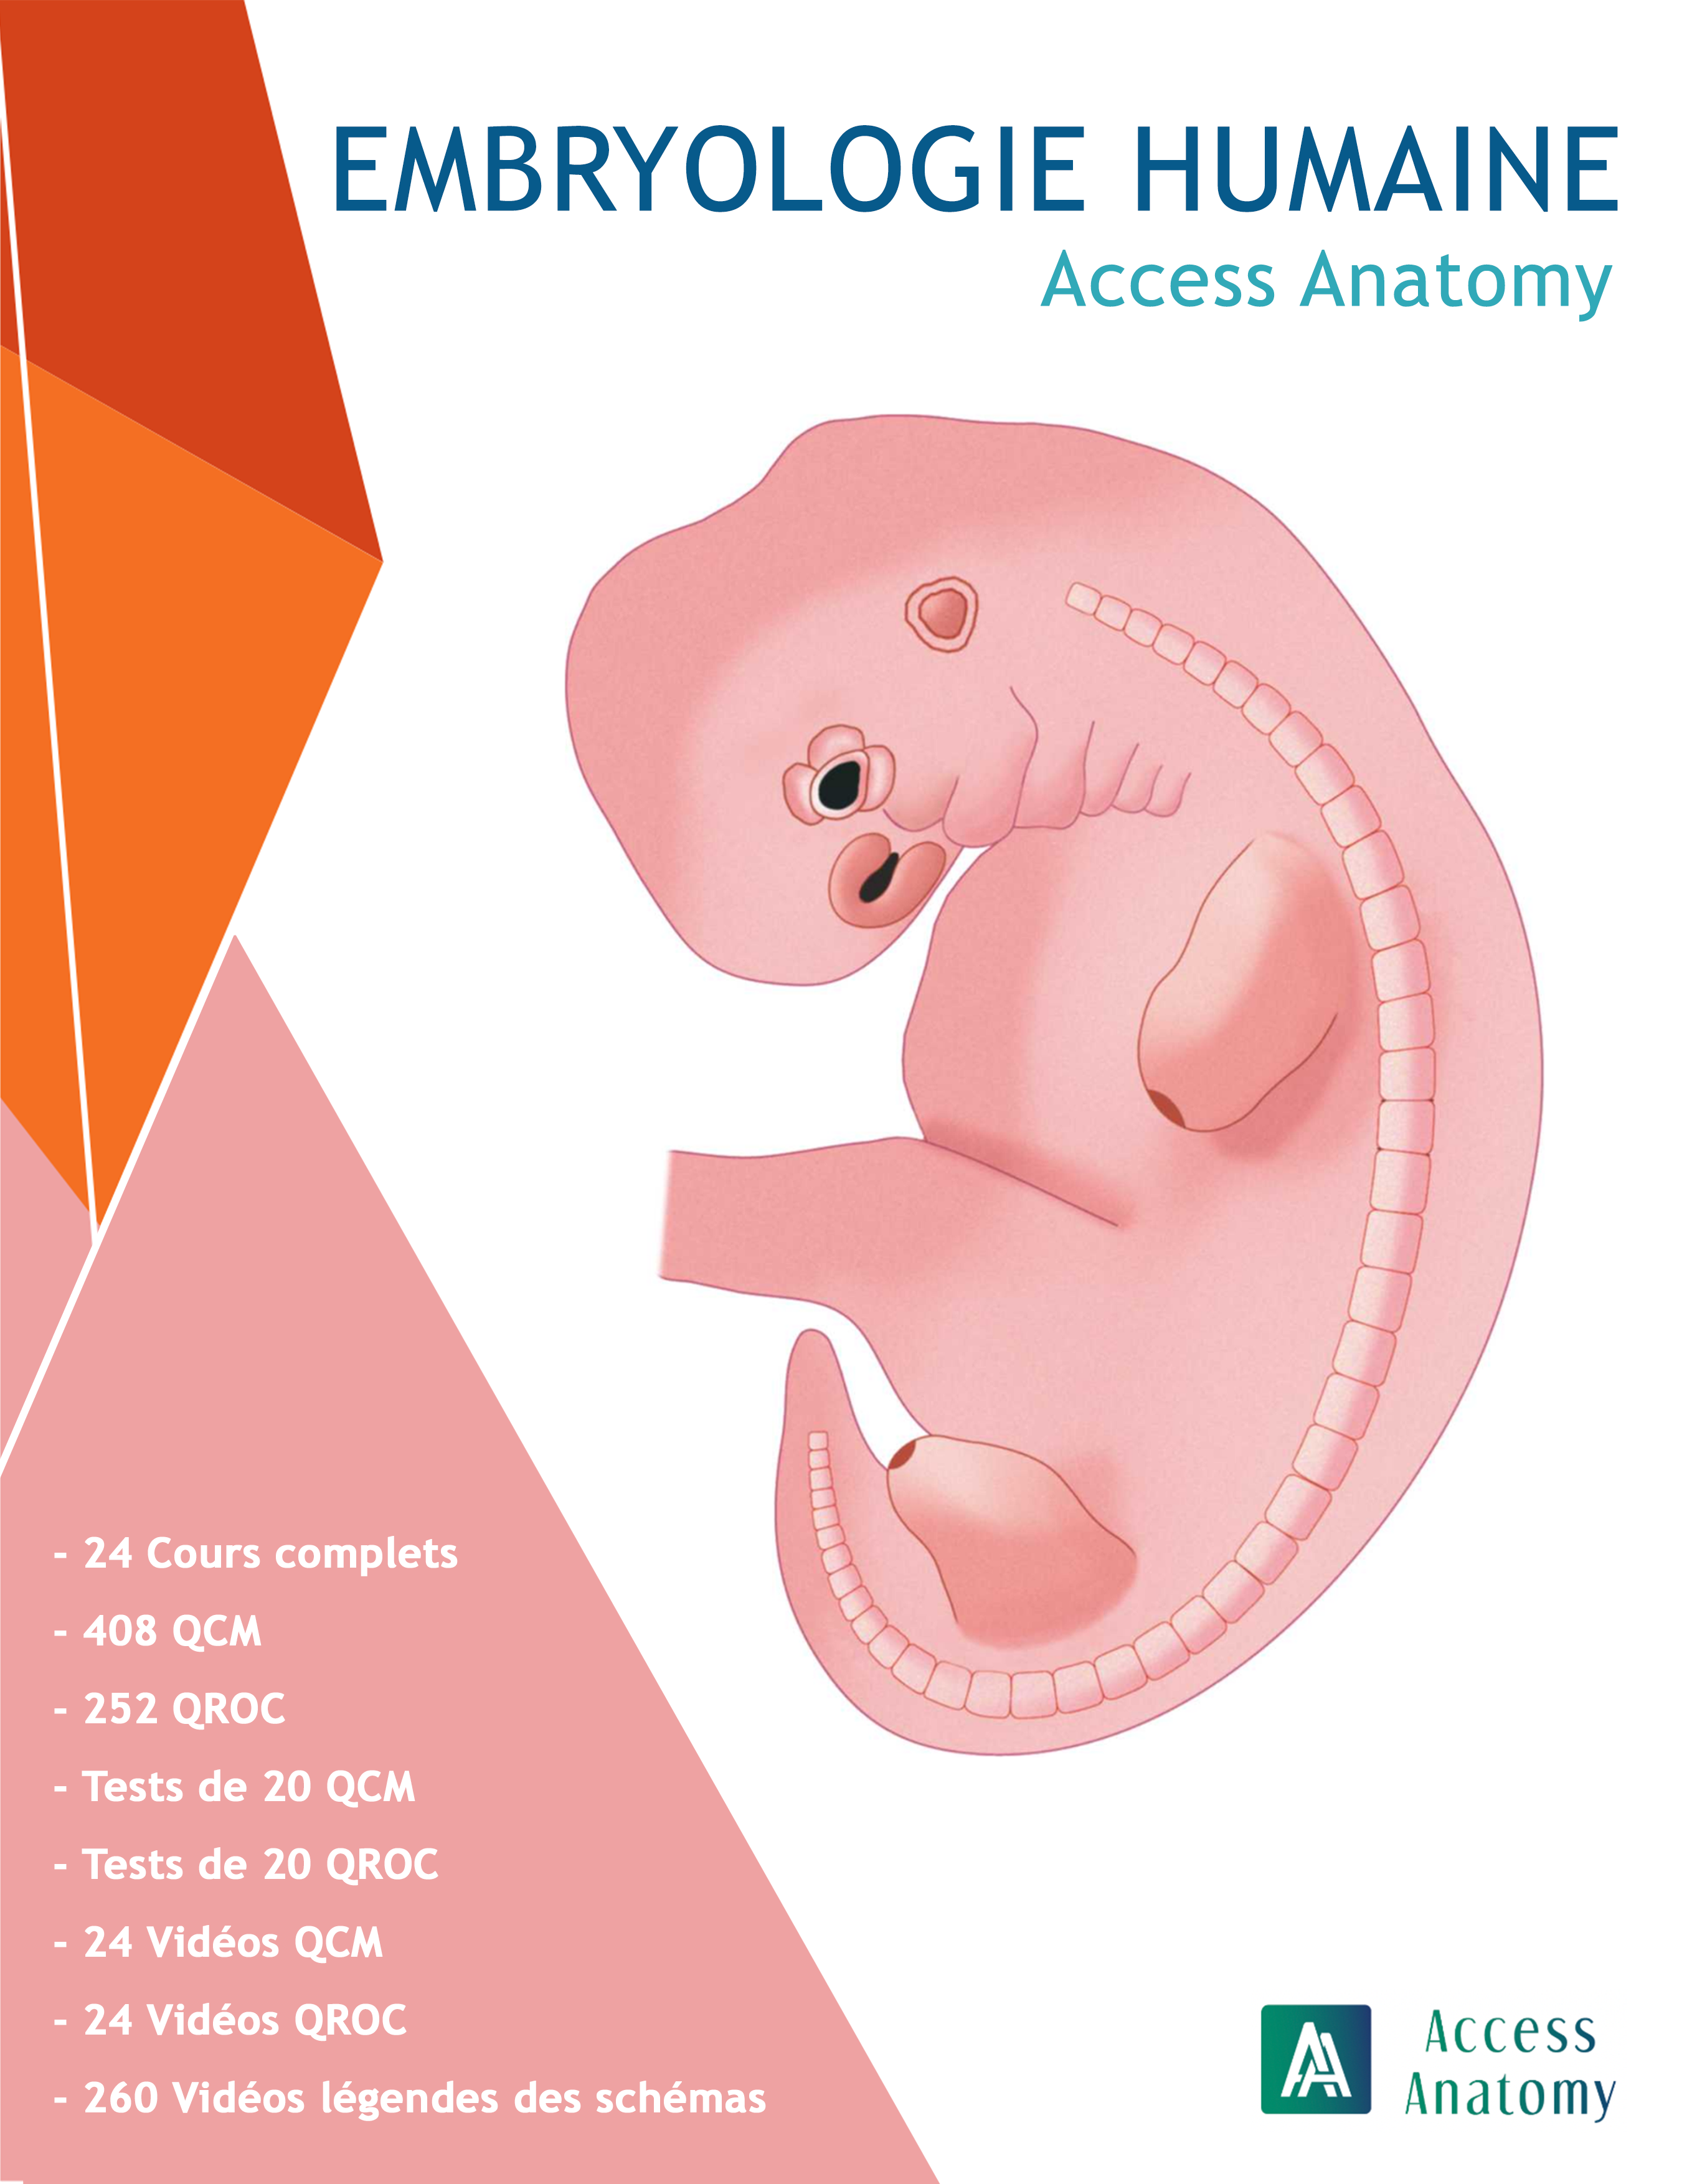 EMBRYOLOGIE HUMAINE
Access Anatomy
- 24 Cours complets
- 408 QCM
- 252 QROC
- Tests de 20 QCM
- Tests de 20 QROC
- 24 Vidéos QCM
- 24 Vidéos QROC
- 260 Vidéos légendes des schémas
AA
Access
Anatomy